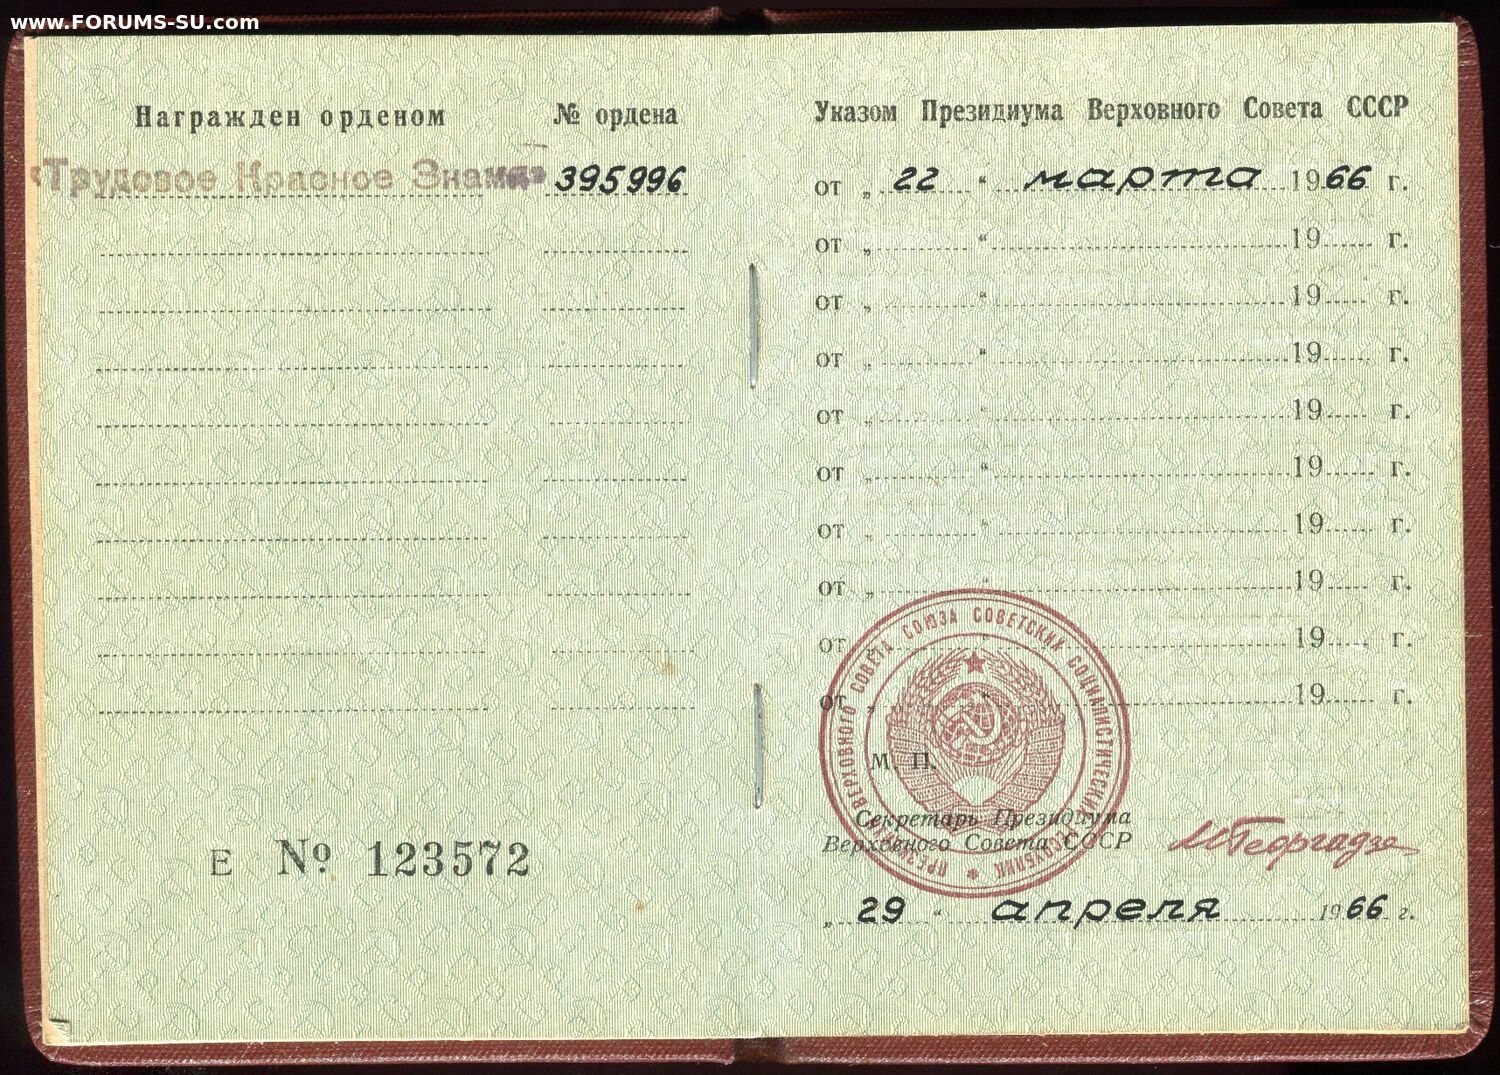 www.FORUMS-SU.com
Награжден орденом № ордена
«Трудовое Красное Знамя» 395996
Е № 123572
Указом Президиума Верховного Совета СССР
от „ 22 “ марта 1966 г.
от „ “ 19 г.
от „ “ 19 г.
от „ “ 19 г.
от „ “ 19 г.
от „ “ 19 г.
от „ “ 19 г.
от „ “ 19 г.
от „ “ 19 г.
от „ “ 19 г.
ПРЕЗИДИУМ ВЕРХОВНОГО СОВЕТА СОЮЗА СОВЕТСКИХ СОЦИАЛИСТИЧЕСКИХ РЕСПУБЛИК
М. П.
Секретарь Президиума
Верховного Совета СССР
М Георгадзе
„ 29 “ апреля 1966 г.